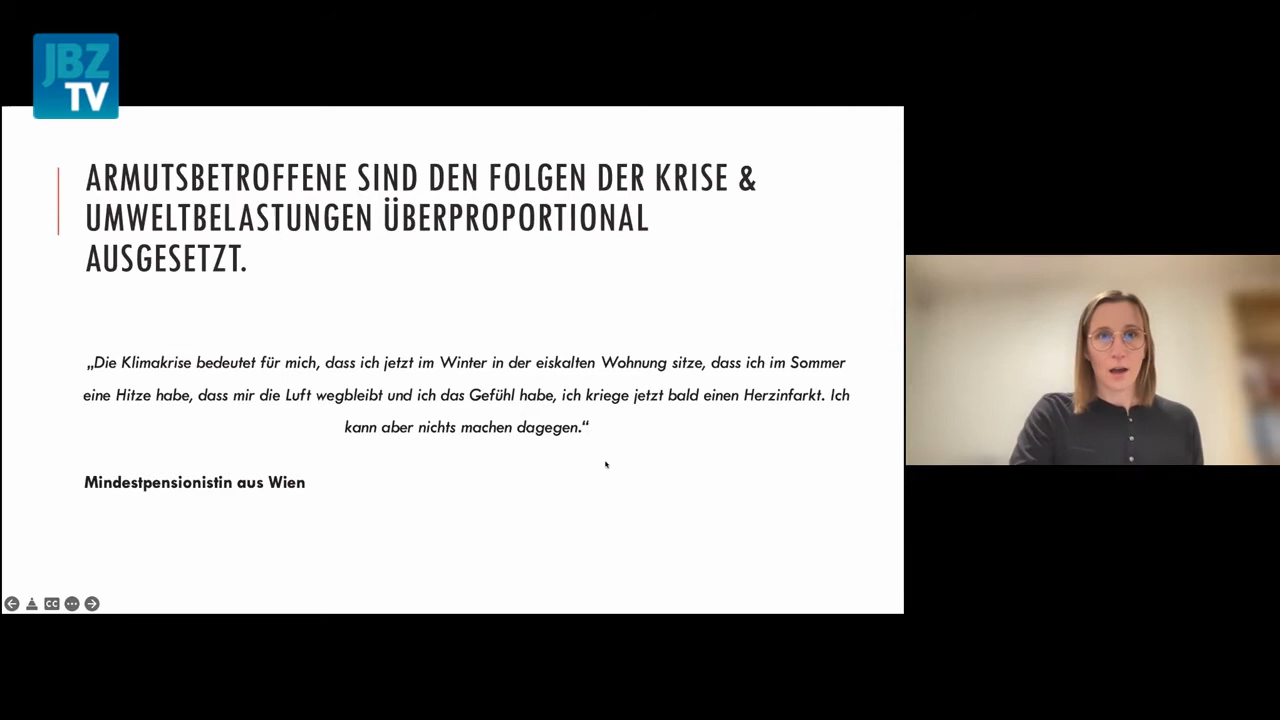 JBZ
TV
ARMUTSBETROFFENE SIND DEN FOLGEN DER KRISE &
UMWELTBELASTUNGEN ÜBERPROPORTIONAL
AUSGESETZT.
„Die Klimakrise bedeutet für mich, dass ich jetzt im Winter in der eiskalten Wohnung sitze, dass ich im Sommer
eine Hitze habe, dass mir die Luft wegbleibt und ich das Gefühl habe, ich kriege jetzt bald einen Herzinfarkt. Ich
kann aber nichts machen dagegen.“
Mindestpensionistin aus Wien
CC